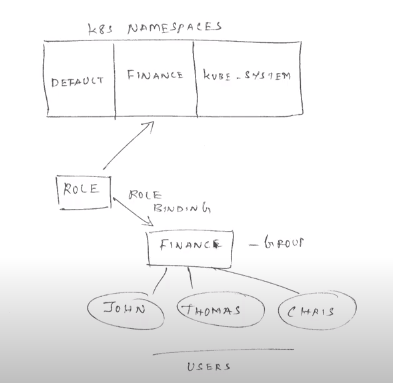 K8S NAMESPACES
DEFAULT
FINANCE
KUBE-SYSTEM
ROLE
ROLE
BINDING
FINANCE - GROUP
JOHN
THOMAS
CHRIS
USERS